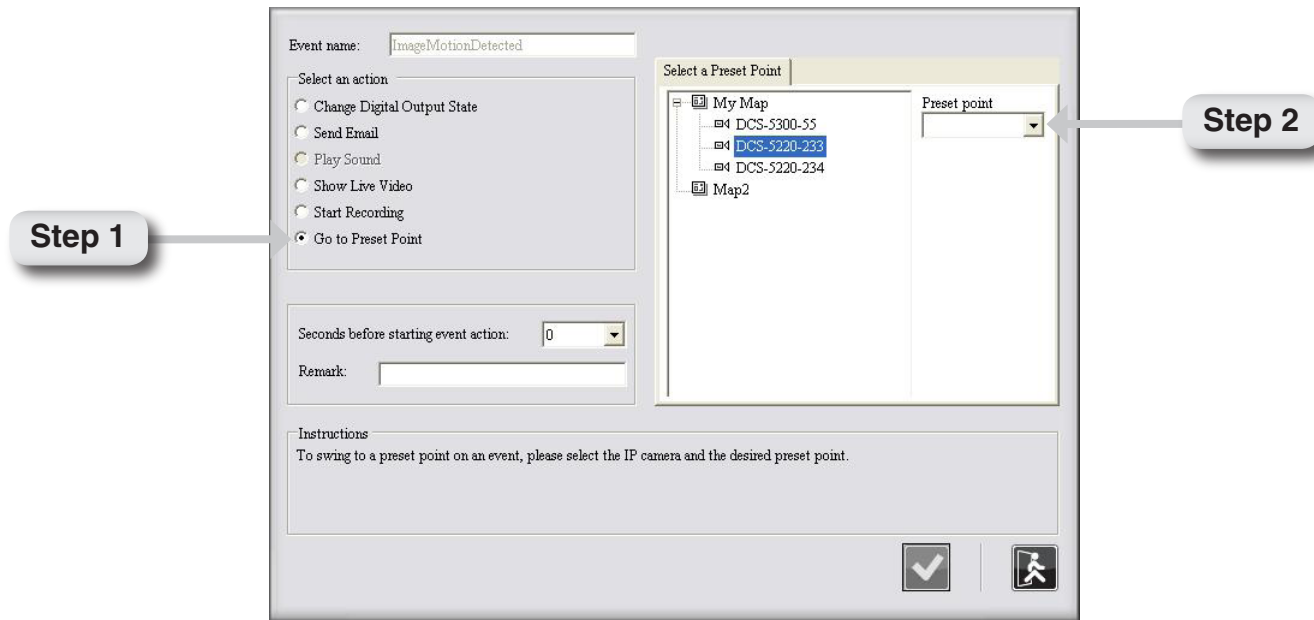 Event name: ImageMotionDetected
Select an action
Change Digital Output State
Send Email
Play Sound
Show Live Video
Start Recording
Go to Preset Point
Seconds before starting event action: 0
Remark:
Select a Preset Point
My Map
DCS-5300-55
DCS-5220-233
DCS-5220-234
Map2
Preset point
Instructions
To swing to a preset point on an event, please select the IP camera and the desired preset point.
Step 1
Step 2